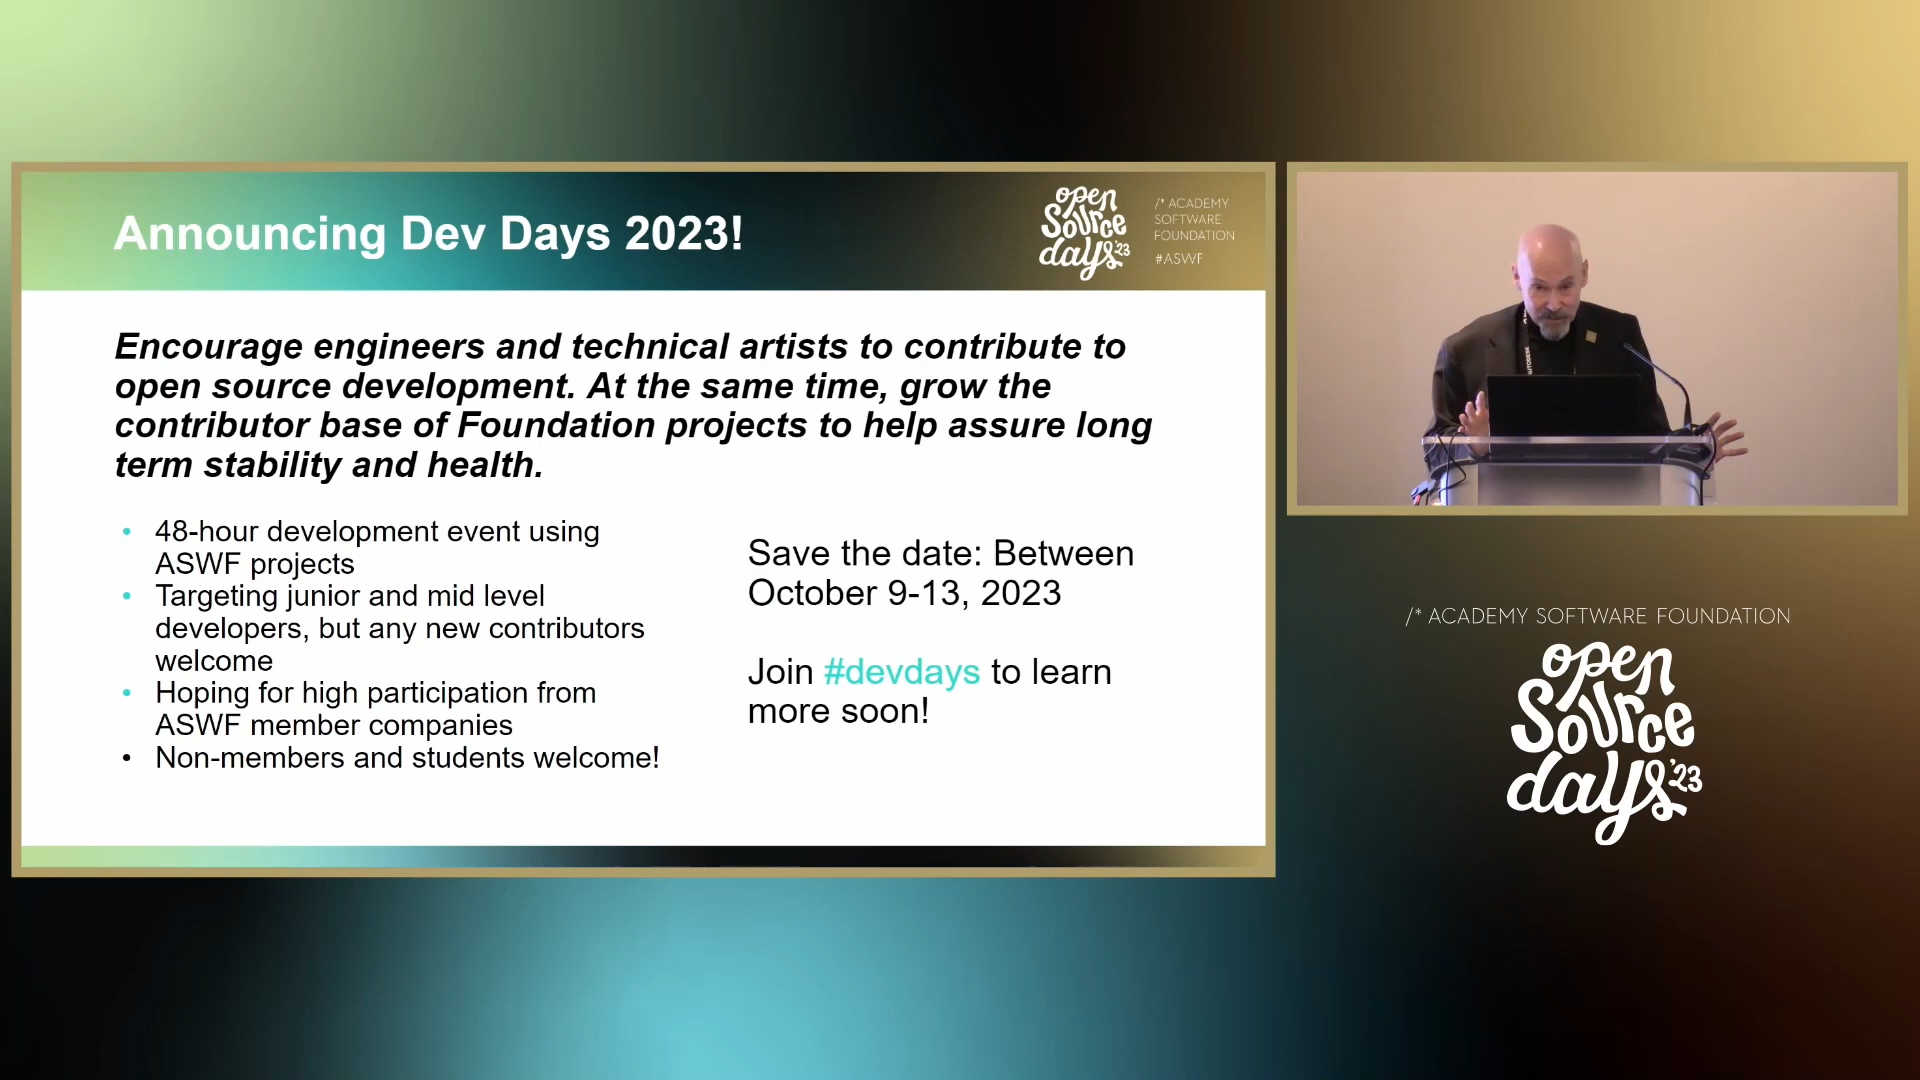 Announcing Dev Days 2023!
open
Source
days '23
/* ACADEMY
SOFTWARE
FOUNDATION
#ASWF
Encourage engineers and technical artists to contribute to
open source development. At the same time, grow the
contributor base of Foundation projects to help assure long
term stability and health.
• 48-hour development event using
ASWF projects
• Targeting junior and mid level
developers, but any new contributors
welcome
• Hoping for high participation from
ASWF member companies
• Non-members and students welcome!
Save the date: Between
October 9-13, 2023
Join #devdays to learn
more soon!
AUTODESK
/* ACADEMY SOFTWARE FOUNDATION
open
Source
days '23